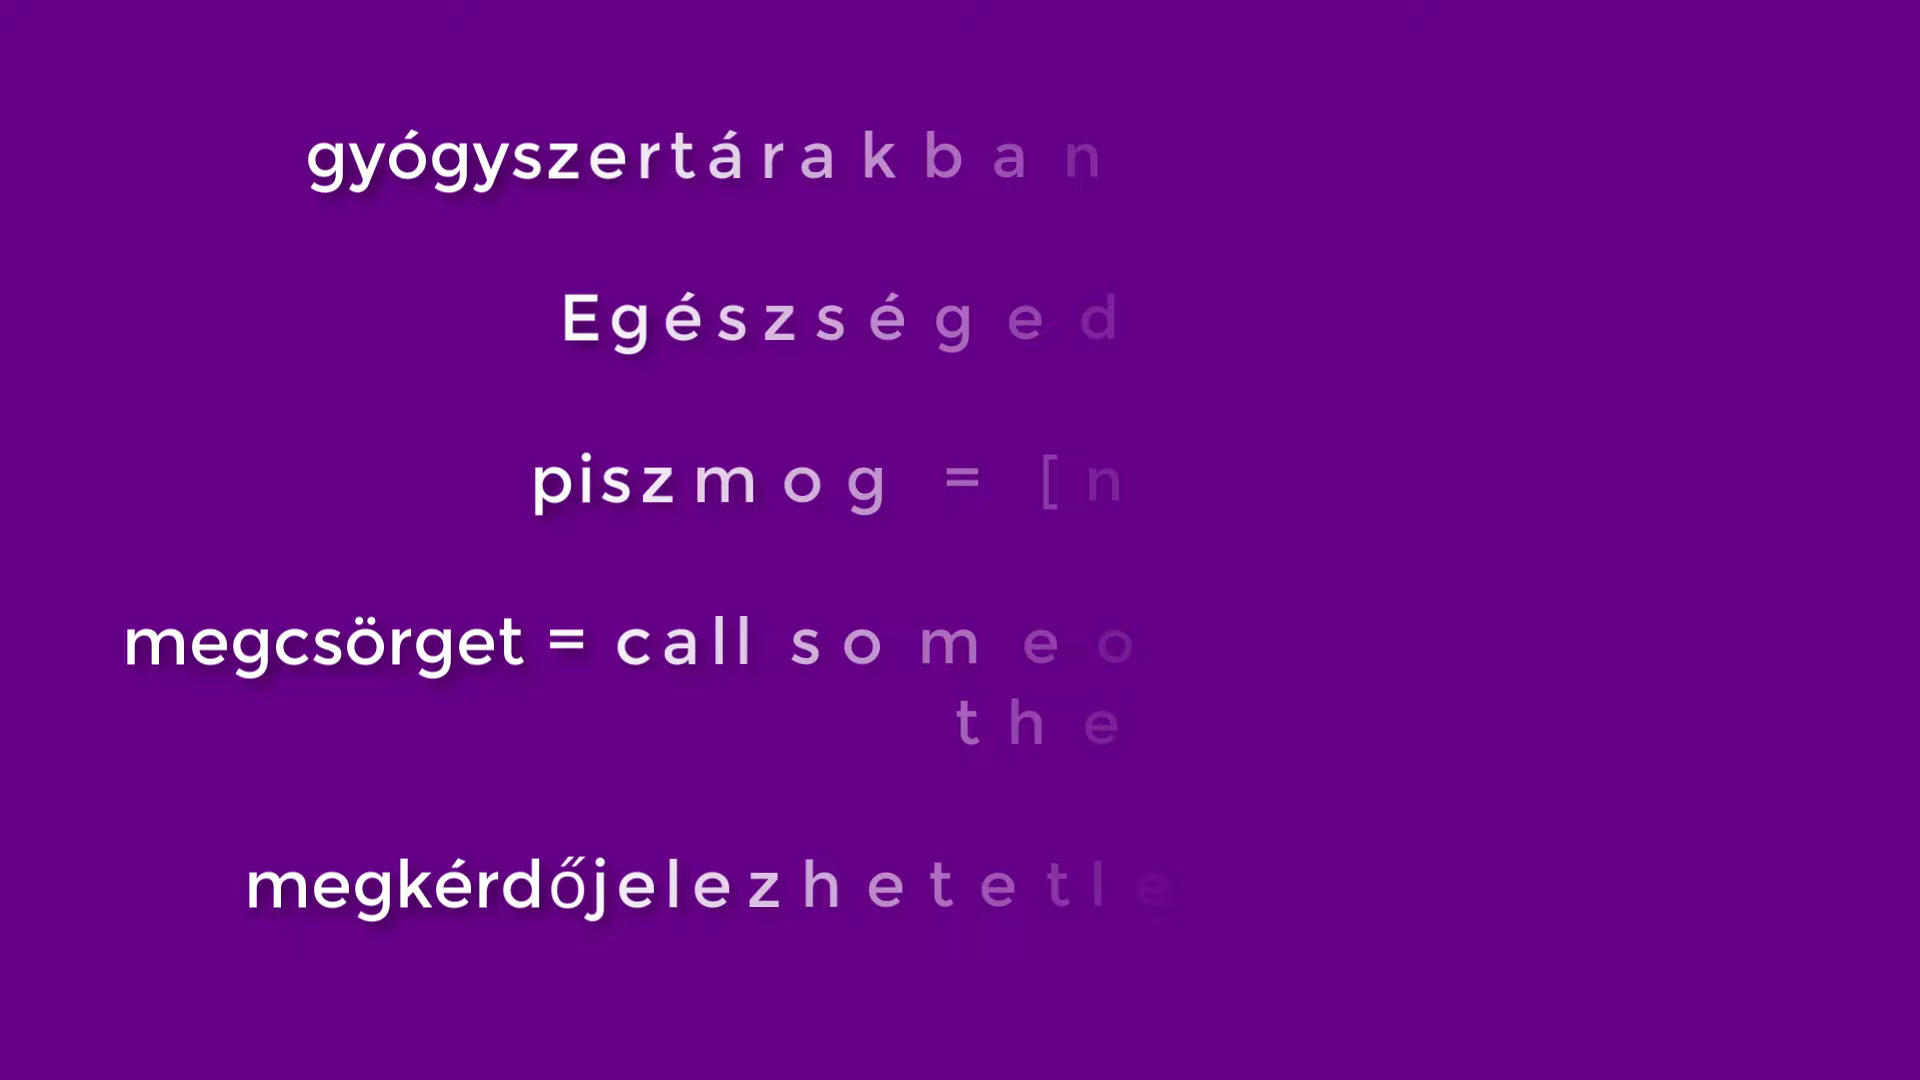 gyógyszertárakban
Egészséged
piszmog = [n
megcsörget = call someo
the
megkérdőjelezhetetle